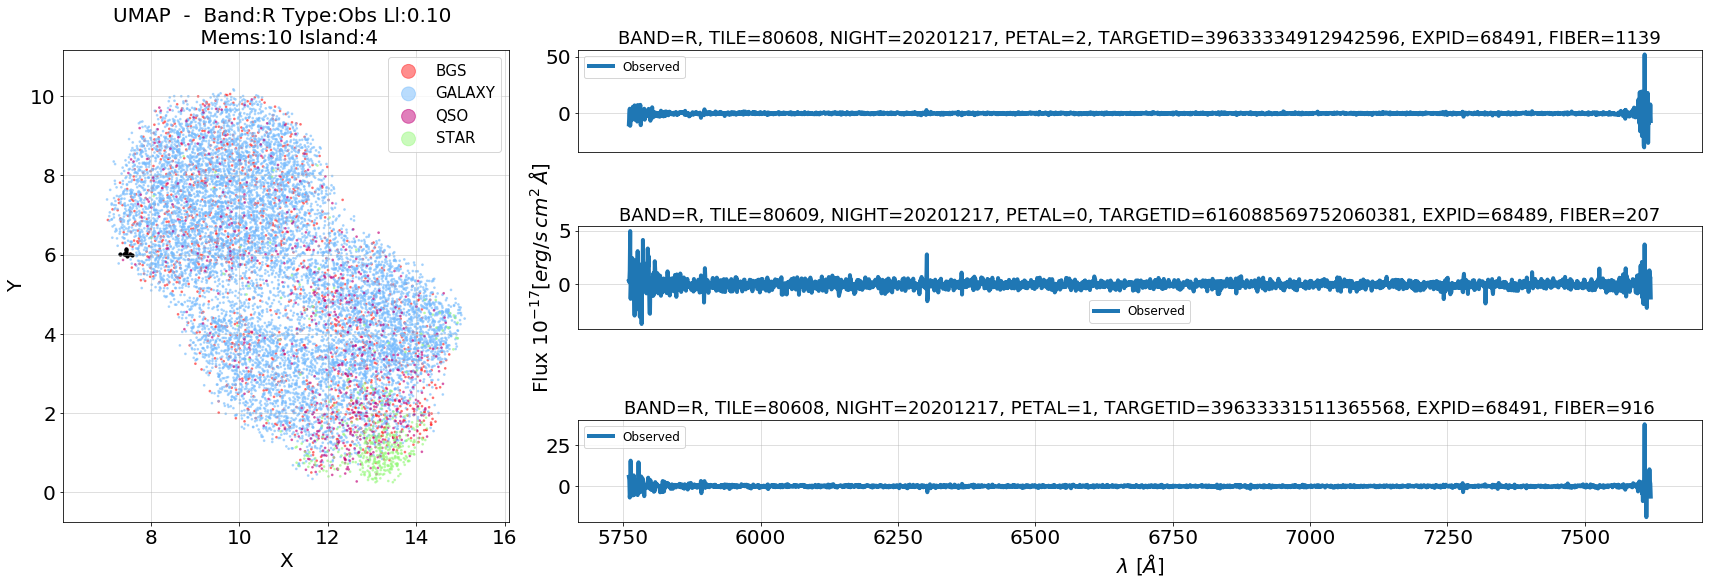 UMAP - Band:R Type:Obs Ll:0.10
Mems:10 Island:4
BGS
GALAXY
QSO
STAR
10
8
6
4
2
0
Y
8
10
12
14
16
X
Flux 10⁻¹⁷[erg/s cm² Å]
BAND=R, TILE=80608, NIGHT=20201217, PETAL=2, TARGETID=39633334912942596, EXPID=68491, FIBER=1139
Observed
50
0
BAND=R, TILE=80609, NIGHT=20201217, PETAL=0, TARGETID=616088569752060381, EXPID=68489, FIBER=207
5
0
Observed
BAND=R, TILE=80608, NIGHT=20201217, PETAL=1, TARGETID=39633331511365568, EXPID=68491, FIBER=916
Observed
25
0
5750
6000
6250
6500
6750
7000
7250
7500
λ [Å]